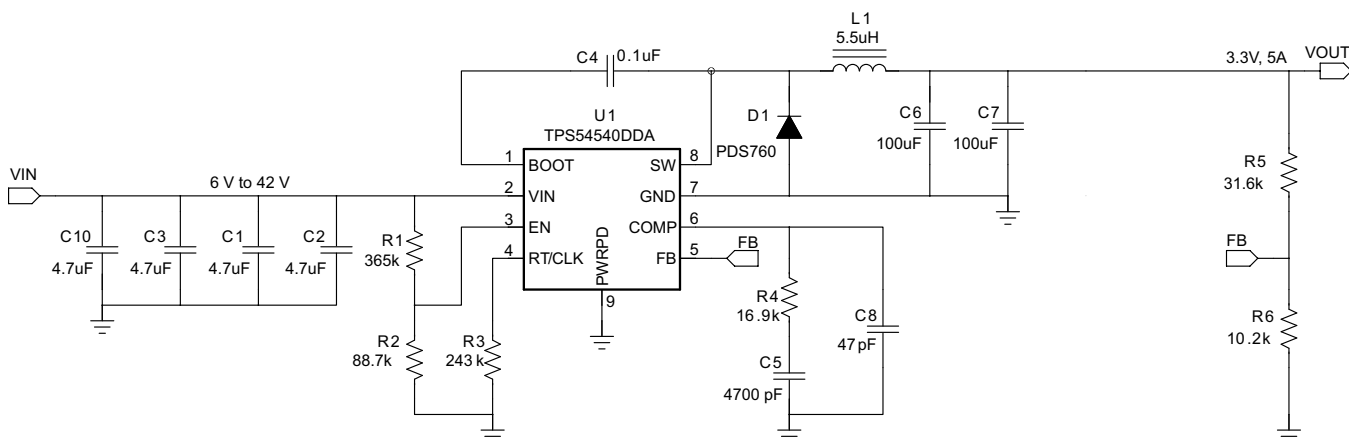 L1
5.5uH
C4
0.1uF
3.3V, 5A
VOUT
U1
TPS54540DDA
D1
PDS760
C6
100uF
C7
100uF
1
BOOT
SW
8
VIN
6 V to 42 V
2
VIN
GND
7
3
EN
COMP
6
4
RT/CLK
FB
5
PWRPD
9
FB
C10
4.7uF
C3
4.7uF
C1
4.7uF
C2
4.7uF
R1
365k
R2
88.7k
R3
243 k
R4
16.9k
C5
4700 pF
C8
47pF
R5
31.6k
FB
R6
10.2k